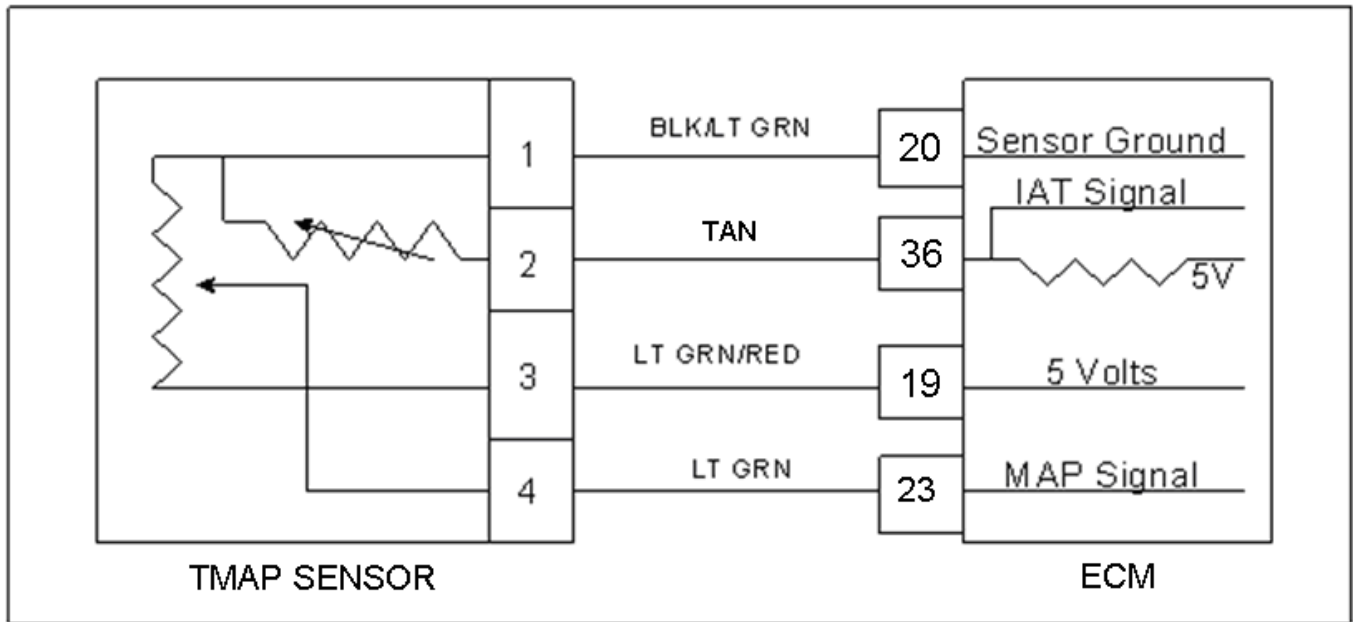 1
BLK/LT GRN
20
Sensor Ground
IAT Signal
2
TAN
36
5V
3
LT GRN/RED
19
5 Volts
4
LT GRN
23
MAP Signal
TMAP SENSOR
ECM